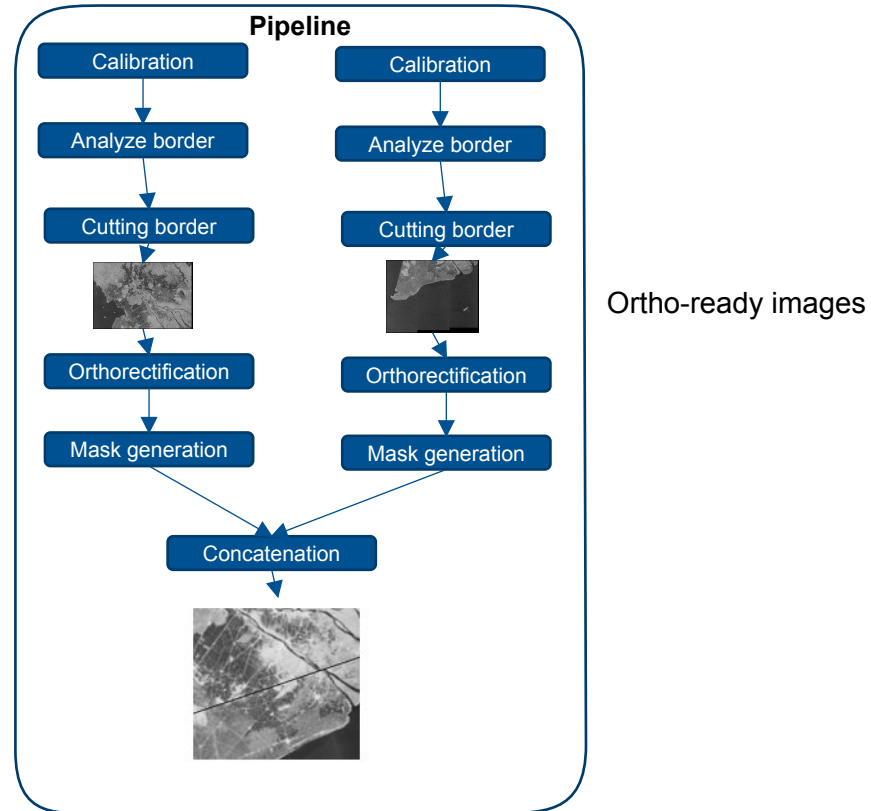 Pipeline
Calibration
Calibration
Analyze border
Analyze border
Cutting border
Cutting border
Ortho-ready images
Orthorectification
Orthorectification
Mask generation
Mask generation
Concatenation